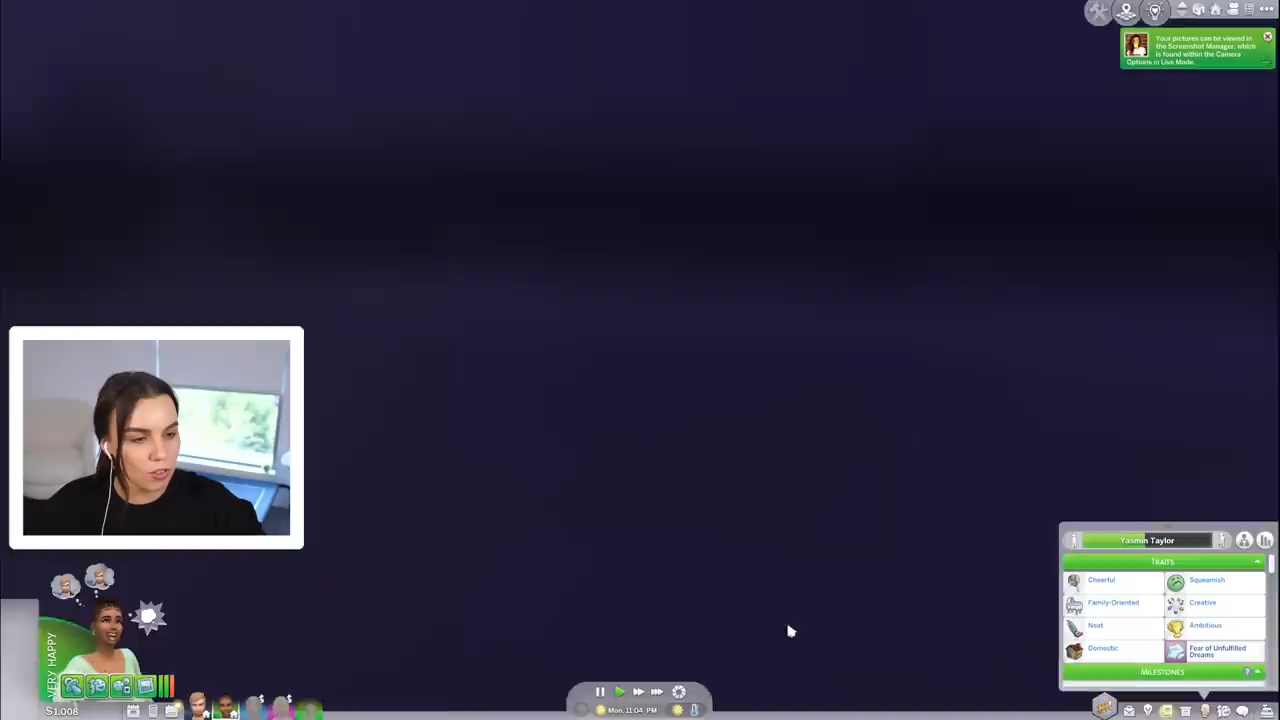 Your pictures can be viewed in
the Screenshot Manager, which
is found within the Camera
Options in Live Mode.
Yasmin Taylor
TRAITS
Cheerful
Squeamish
Family-Oriented
Creative
Neat
Ambitious
Domestic
Fear of Unfulfilled
Dreams
MILESTONES
?
VERY HAPPY
§1,008
Mon. 11:04 PM